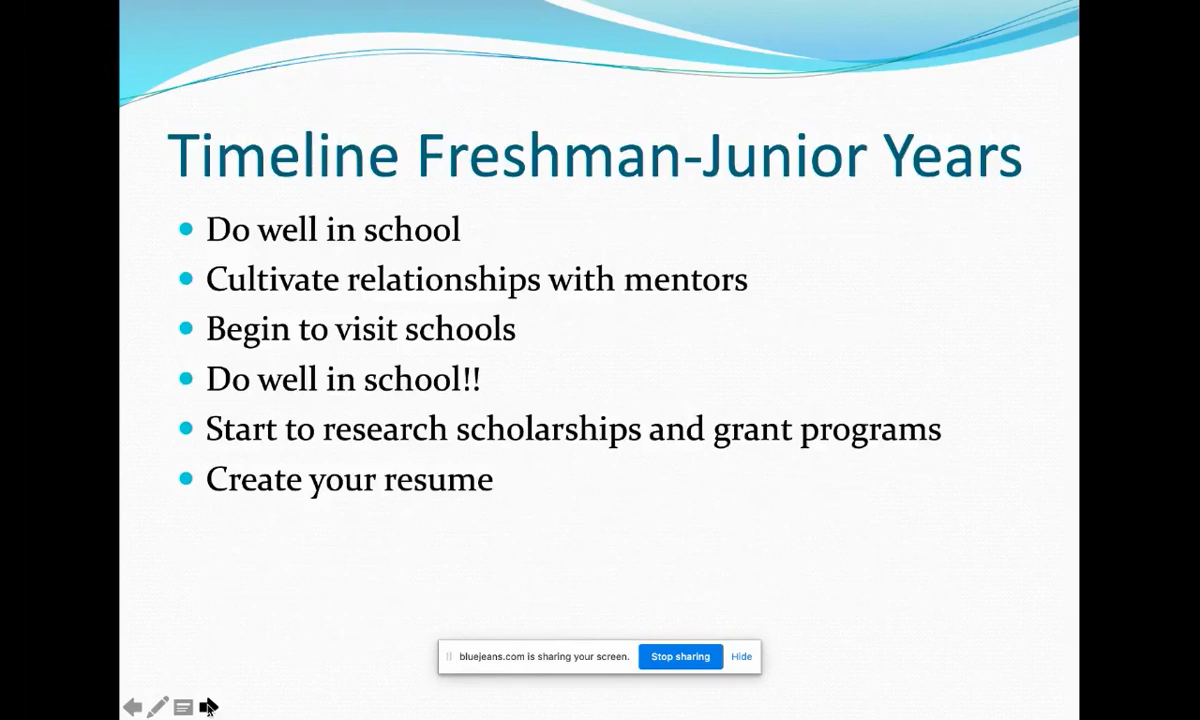 Timeline Freshman-Junior Years
Do well in school
Cultivate relationships with mentors
Begin to visit schools
Do well in school!!
Start to research scholarships and grant programs
Create your resume
bluejeans.com is sharing your screen. Stop sharing Hide